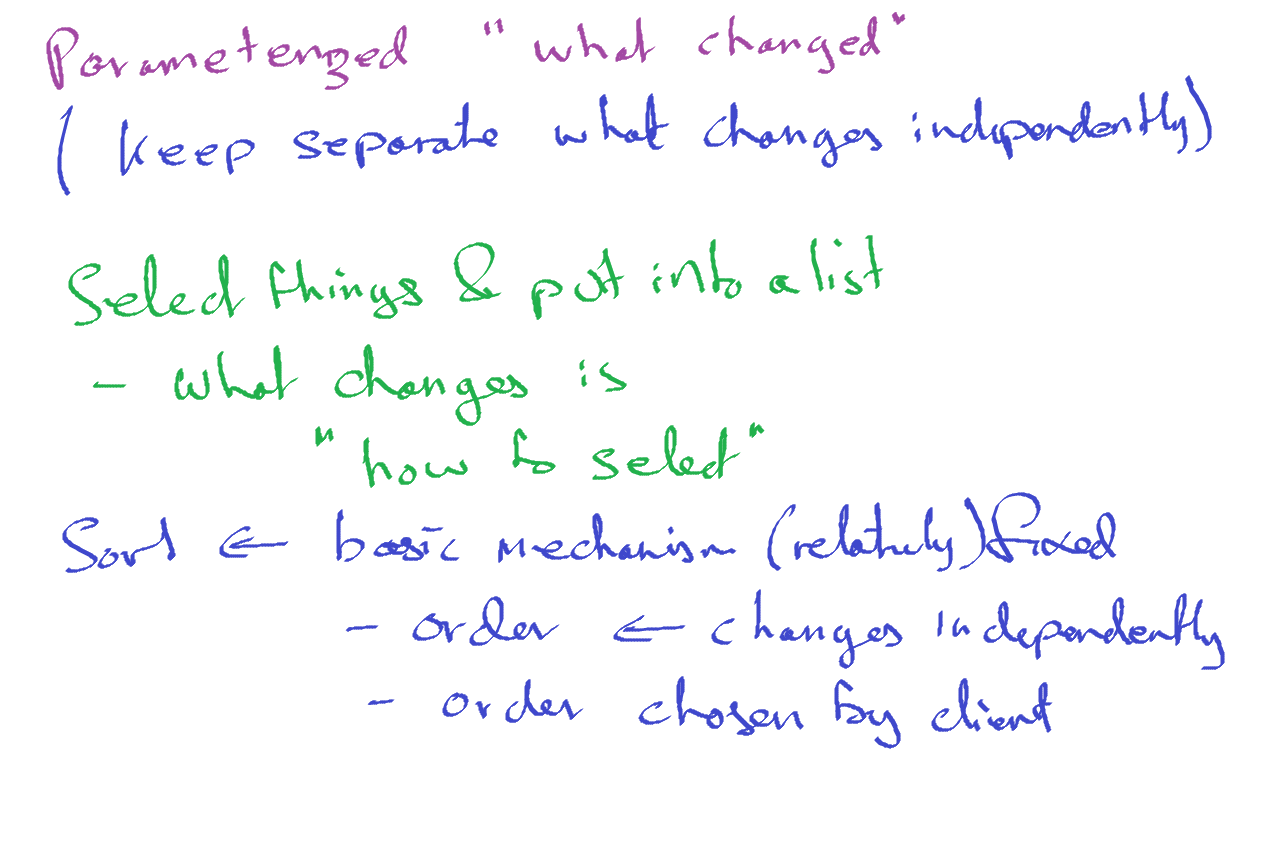 Parameterized "what changed"
(keep separate what changes independently)
Select things & put into a list
- what changes is
"how to select"
Sort ← basic mechanism (relatively) fixed
- order ← changes independently
- order chosen by client